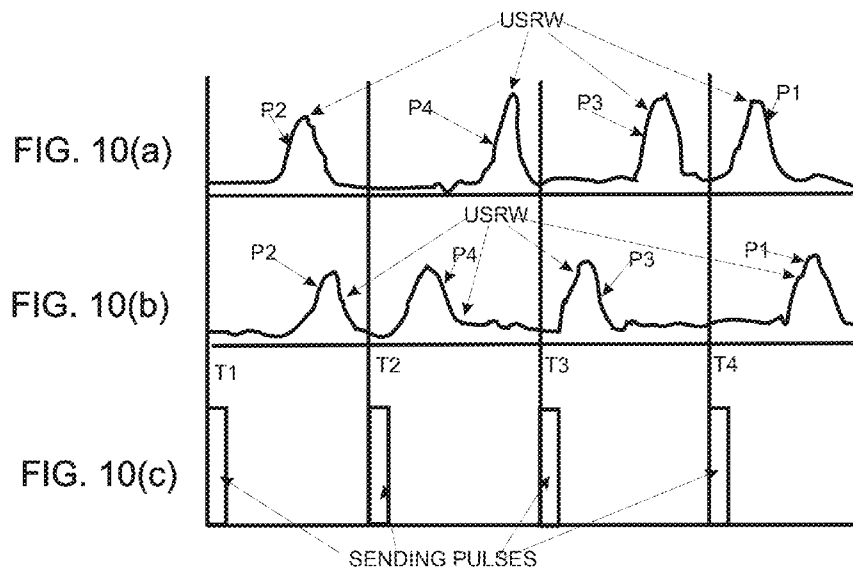 USRW
P2
P4
P3
P1
FIG. 10(a)
USRW
P2
P4
P3
P1
FIG. 10(b)
T1
T2
T3
T4
FIG. 10(c)
SENDING PULSES